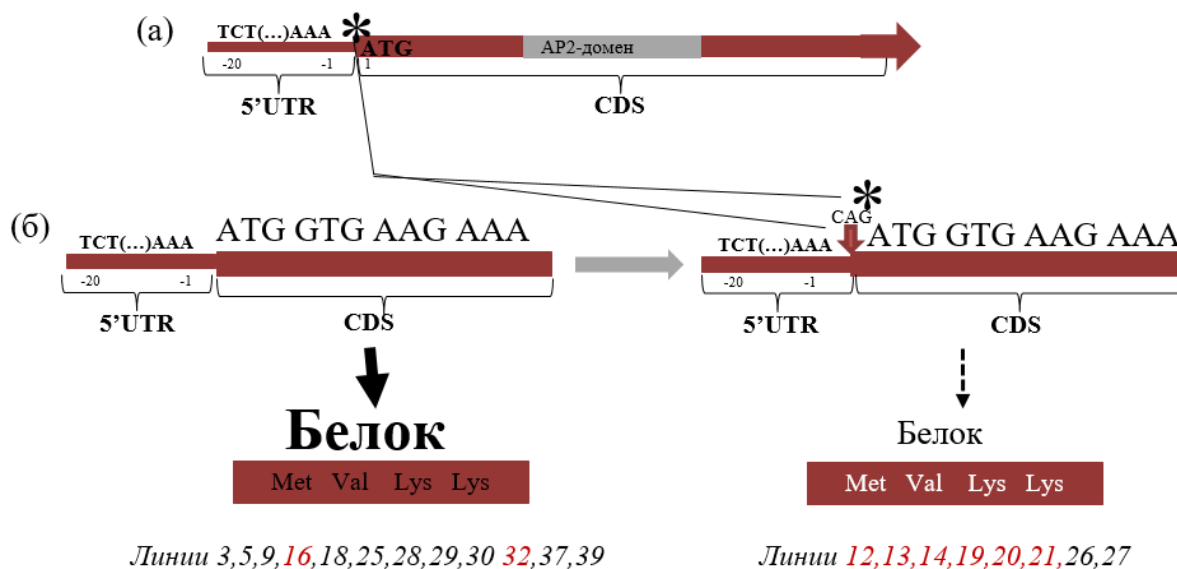 (а)
TCT(...)AAA
*
ATG
АР2-домен
-20
-1
1
5'UTR
CDS
*
CAG
(б)
TCT(...)AAA
ATG GTG AAG AAA
TCT(...)AAA
ATG GTG AAG AAA
-20
-1
5'UTR
CDS
-20
-1
5'UTR
CDS
Белок
Met Val Lys Lys
Белок
Met Val Lys Lys
Линии 3,5,9,16,18,25,28,29,30 32,37,39
Линии 12,13,14,19,20,21,26,27